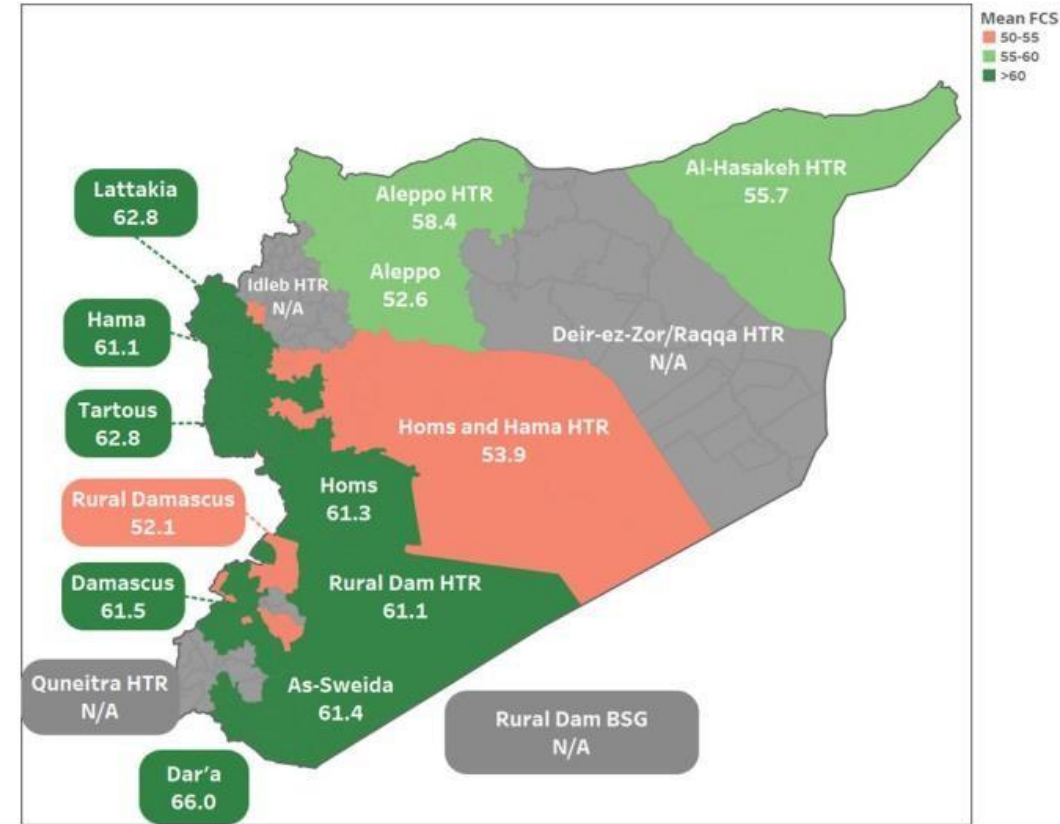 Mean FCS
50-55
55-60
>60
Al-Hasakeh HTR
55.7
Aleppo HTR
58.4
Lattakia
62.8
Aleppo
52.6
Idleb HTR
N/A
Hama
61.1
Deir-ez-Zor/Raqqa HTR
N/A
Tartous
62.8
Homs and Hama HTR
53.9
Homs
61.3
Rural Damascus
52.1
Damascus
61.5
Rural Dam HTR
61.1
Quneitra HTR
N/A
As-Sweida
61.4
Rural Dam BSG
N/A
Dar'a
66.0